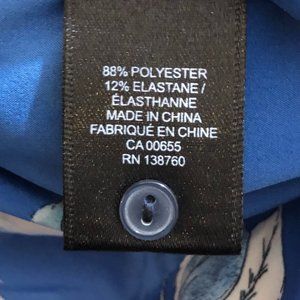 88% POLYESTER
12% ELASTANE /
ÉLASTHANNE
MADE IN CHINA
FABRIQUÉ EN CHINE
CA 00655
RN 138760